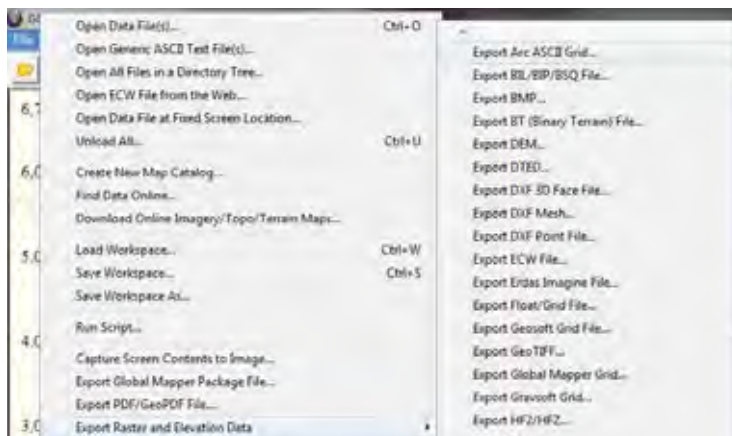 File
6,7
6,0
5,0
4,0
3,0
Open Data File(s)... Ctrl+O
Open Generic ASCII Text File(s)...
Open All Files in a Directory Tree...
Open ECW File from the Web...
Open Data File at Fixed Screen Location...
Unload All... Ctrl+U
Create New Map Catalog...
Find Data Online...
Download Online Imagery/Topo/Terrain Maps...
Load Workspace... Ctrl+W
Save Workspace... Ctrl+S
Save Workspace As...
Run Script...
Capture Screen Contents to Image...
Export Global Mapper Package File...
Export PDF/GeoPDF File...
Export Raster and Elevation Data
Export Arc ASCII Grid...
Export BIL/BIP/BSQ File...
Export BMP...
Export BT (Binary Terrain) File...
Export DEM...
Export DTED...
Export DXF 3D Face File...
Export DXF Mesh...
Export DXF Point File...
Export ECW File...
Export Erdas Imagine File...
Export Float/Grid File...
Export Geosoft Grid File...
Export GeoTIFF...
Export Global Mapper Grid...
Export Gravsoft Grid...
Export HF2/HFZ...